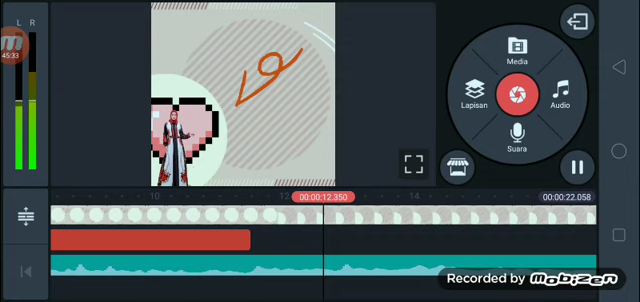 L R
45:33
Media
Lapisan
Audio
Suara
10
12
00:00:12.350
14
00:00:22.058
Recorded by
mobizen